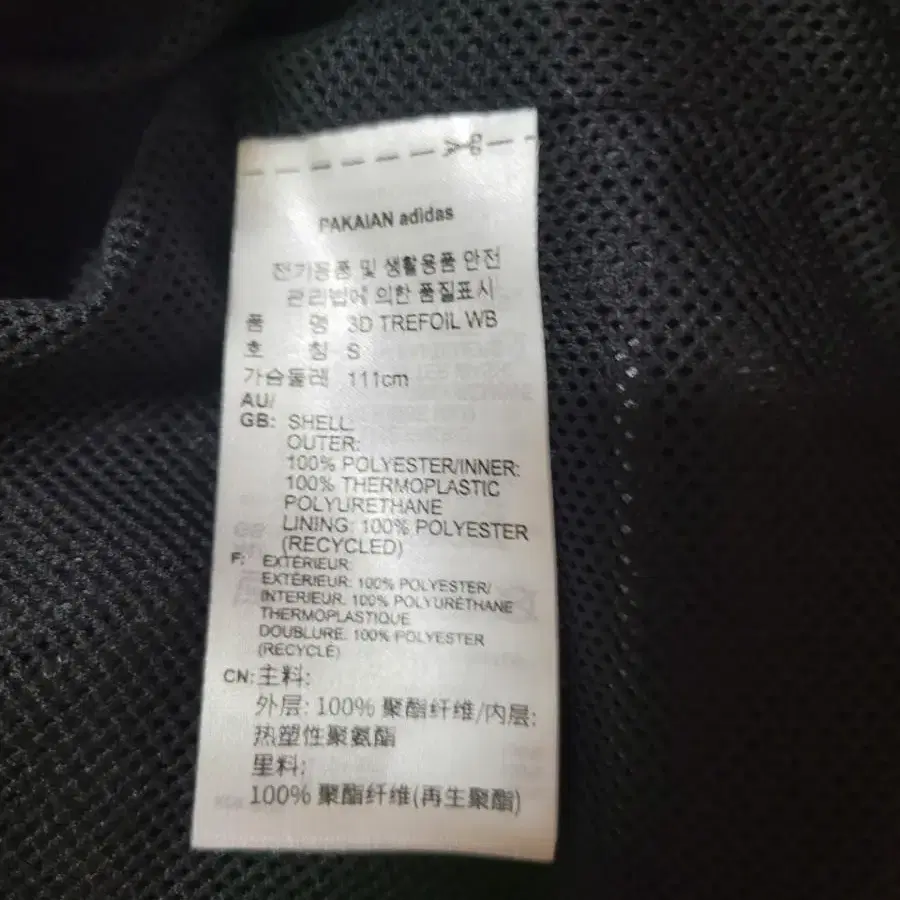 PAKAIAN adidas
전기용품 및 생활용품 안전
관리법에 의한 품질표시
품 명 3D TREFOIL WB
호 칭 S
가슴둘레 111cm
AU/
GB: SHELL:
OUTER:
100% POLYESTER/INNER:
100% THERMOPLASTIC
POLYURETHANE
LINING: 100% POLYESTER
(RECYCLED)
F: EXTÉRIEUR:
EXTÉRIEUR: 100% POLYESTER/
INTÉRIEUR: 100% POLYURÉTHANE
THERMOPLASTIQUE
DOUBLURE: 100% POLYESTER
(RECYCLÉ)
CN: 主料:
外层: 100% 聚酯纤维/内层:
热塑性聚氨酯
里料:
100% 聚酯纤维(再生聚酯)